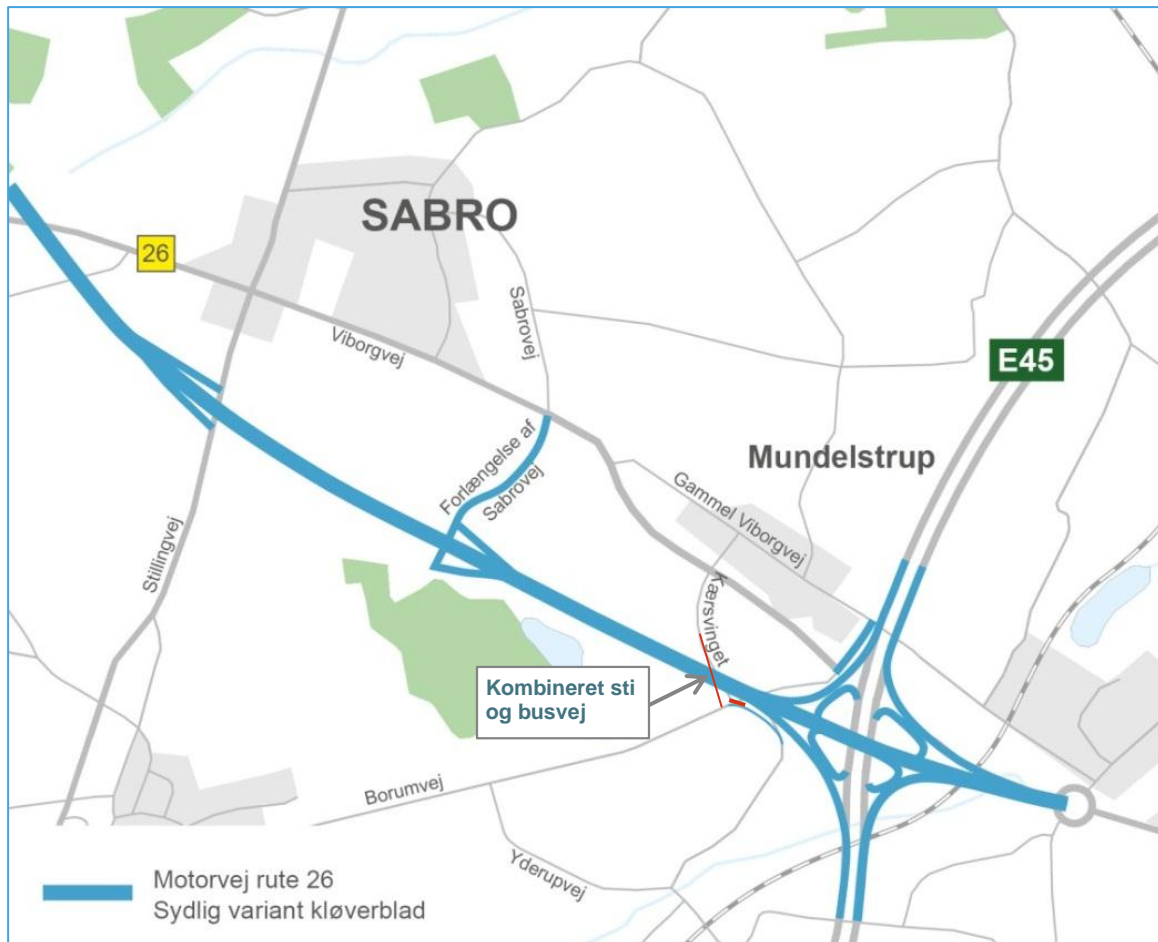 SABRO
26
Sabrovej
Viborgvej
E45
Forlængelse af
Sabrovej
Mundelstrup
Gammel Viborgvej
Stillingvej
Kærsvinget
Kombineret sti
og busvej
Borumvej
Yderupvej
Motorvej rute 26
Sydlig variant kløverblad